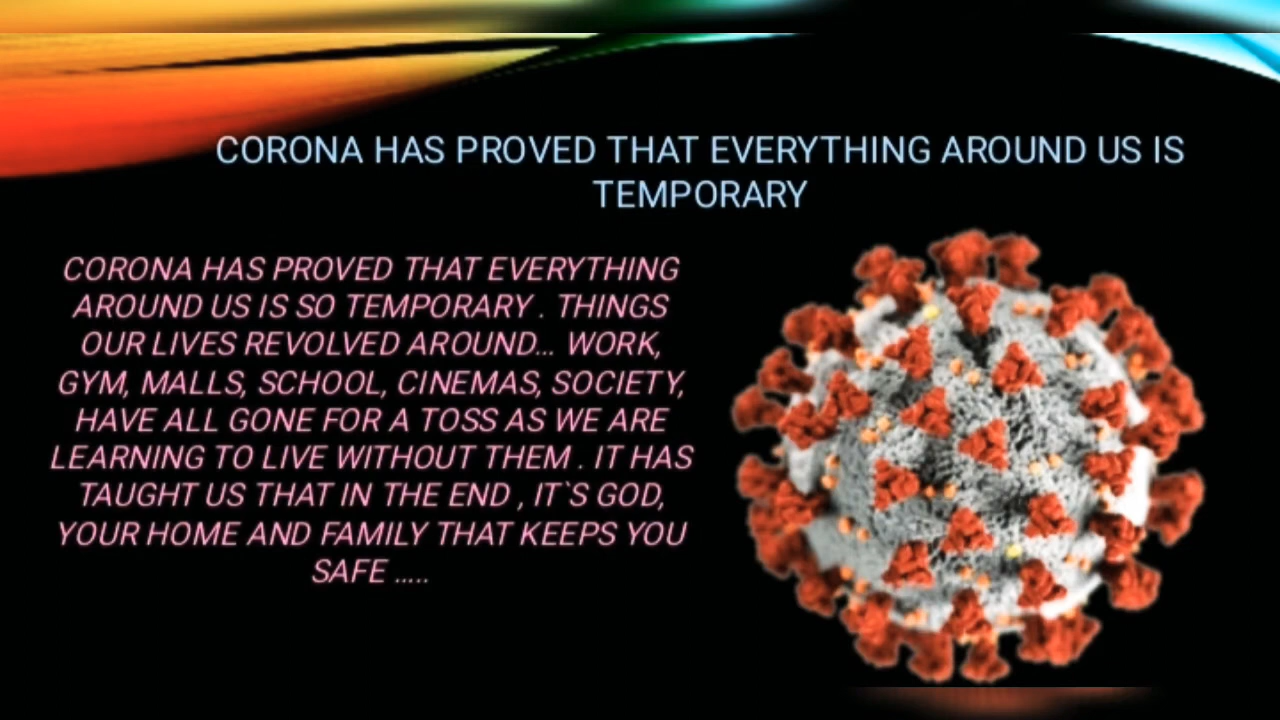 CORONA HAS PROVED THAT EVERYTHING AROUND US IS
TEMPORARY
CORONA HAS PROVED THAT EVERYTHING
AROUND US IS SO TEMPORARY . THINGS
OUR LIVES REVOLVED AROUND... WORK,
GYM, MALLS, SCHOOL, CINEMAS, SOCIETY,
HAVE ALL GONE FOR A TOSS AS WE ARE
LEARNING TO LIVE WITHOUT THEM . IT HAS
TAUGHT US THAT IN THE END , IT`S GOD,
YOUR HOME AND FAMILY THAT KEEPS YOU
SAFE .....